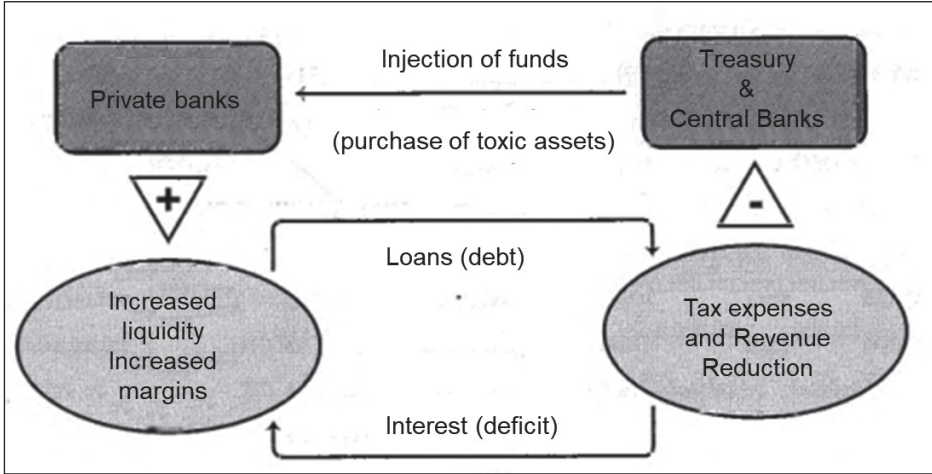 Private banks
Injection of funds
(purchase of toxic assets)
Treasury
&
Central Banks
+
-
Loans (debt)
Increased
liquidity
Increased
margins
Tax expenses
and Revenue
Reduction
Interest (deficit)